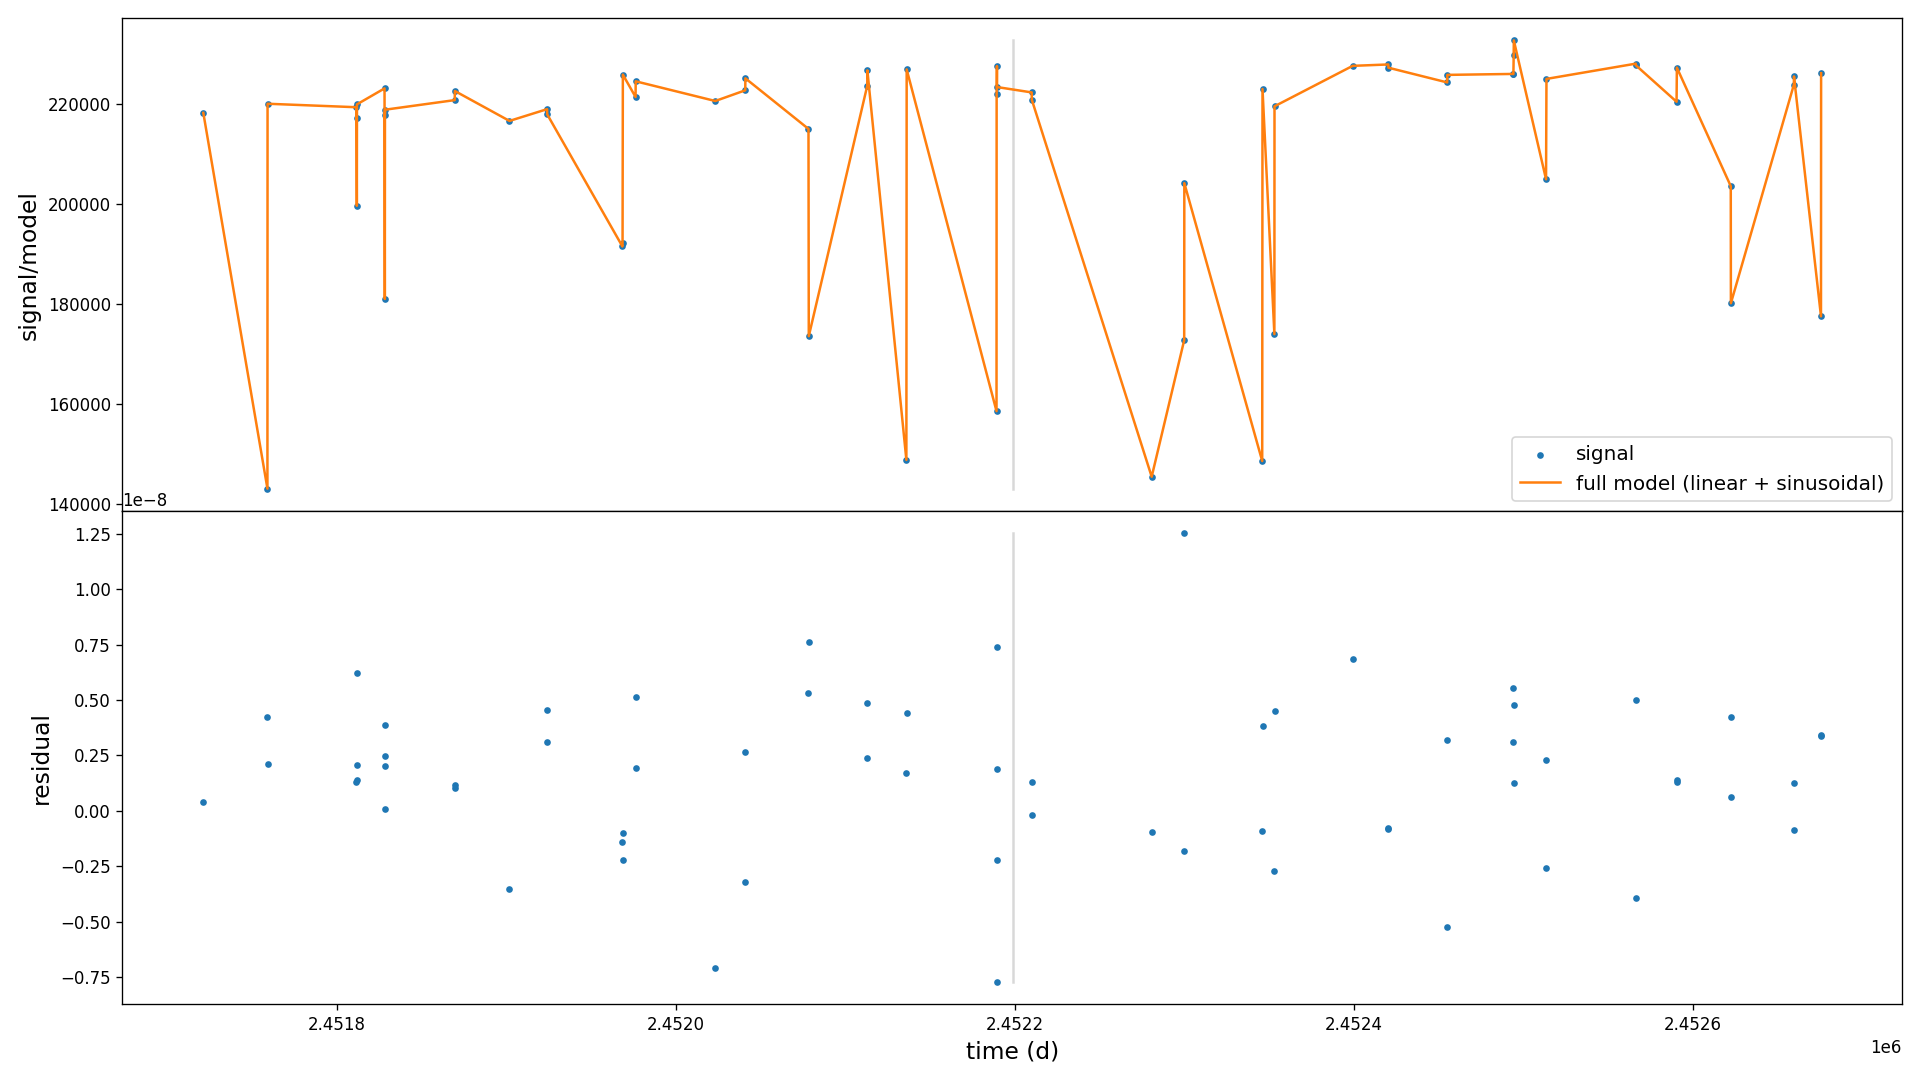 220000
200000
180000
160000
140000
signal/model
signal
full model (linear + sinusoidal)
1e−8
1.25
1.00
0.75
0.50
0.25
0.00
−0.25
−0.50
−0.75
residual
2.4518
2.4520
2.4522
2.4524
2.4526
1e6
time (d)